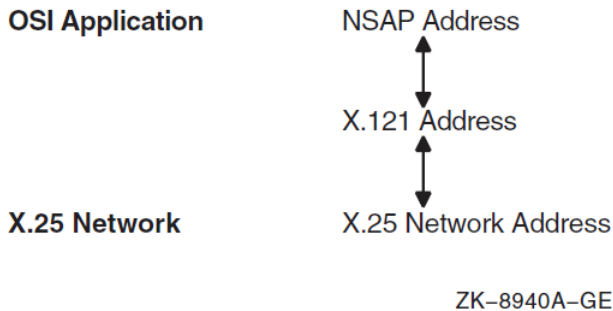 OSI Application NSAP Address
X.121 Address
X.25 Network X.25 Network Address
ZK–8940A–GE